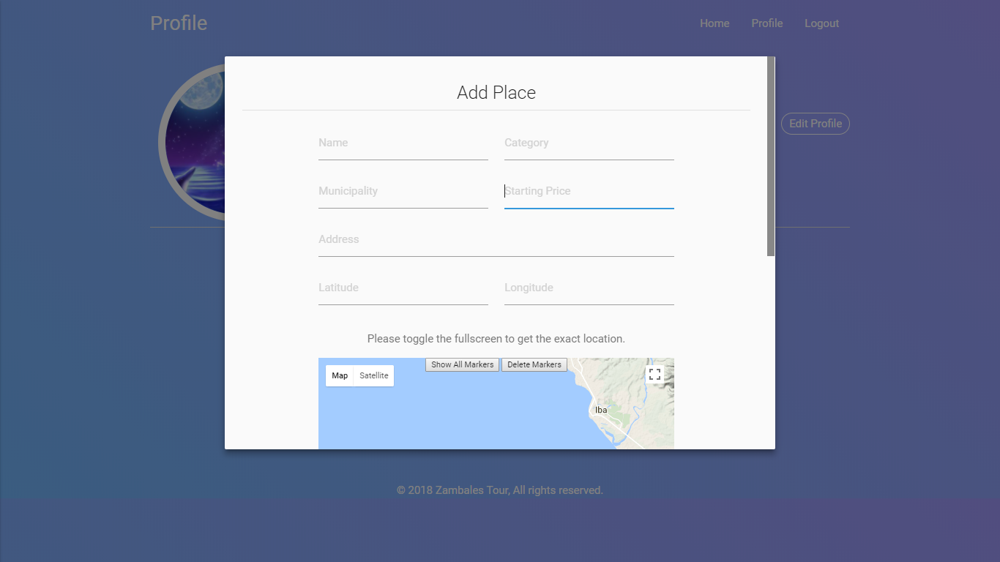 Profile
Home Profile Logout
Add Place
Edit Profile
Name Category
Municipality Starting Price
Address
Latitude Longitude
Please toggle the fullscreen to get the exact location.
Show All Markers Delete Markers
Map Satellite
Iba
© 2018 Zambales Tour, All rights reserved.